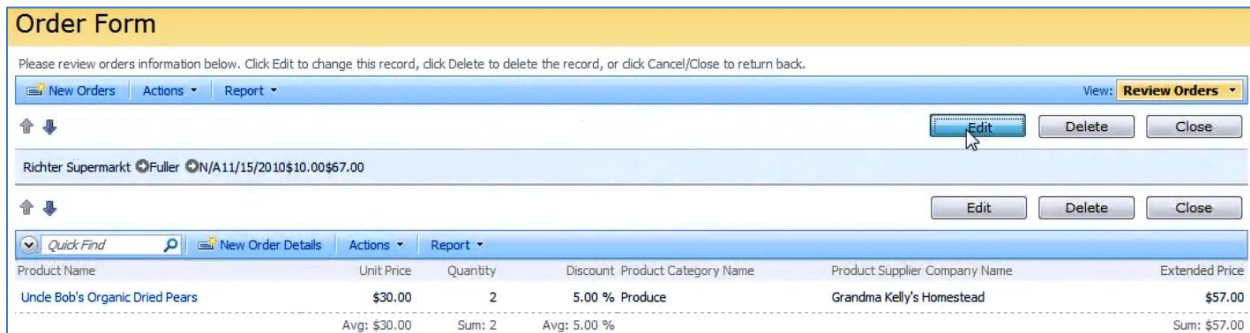 Order Form
Please review orders information below. Click Edit to change this record, click Delete to delete the record, or click Cancel/Close to return back.
New Orders Actions Report View: Review Orders
Edit Delete Close
Richter Supermarkt Fuller N/A11/15/2010$10.00$67.00
Edit Delete Close
Quick Find New Order Details Actions Report
Product Name Unit Price Quantity Discount Product Category Name Product Supplier Company Name Extended Price
Uncle Bob's Organic Dried Pears $30.00 2 5.00 % Produce Grandma Kelly's Homestead $57.00
Avg: $30.00 Sum: 2 Avg: 5.00 % Sum: $57.00